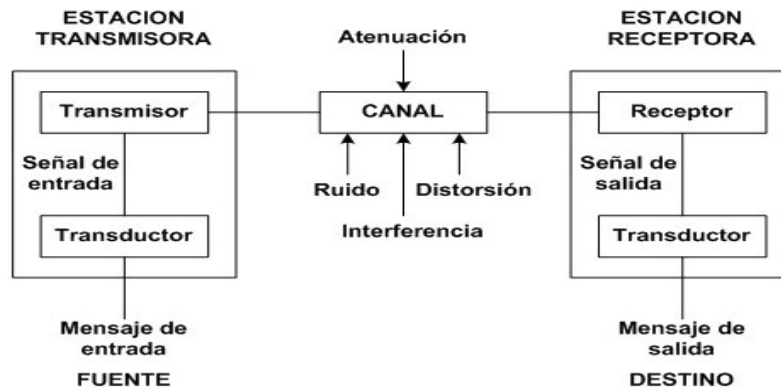 ESTACION
TRANSMISORA
Transmisor
Señal de
entrada
Transductor
Mensaje de
entrada
FUENTE
Atenuación
CANAL
Ruido
Distorsión
Interferencia
ESTACION
RECEPTORA
Receptor
Señal de
salida
Transductor
Mensaje de
salida
DESTINO